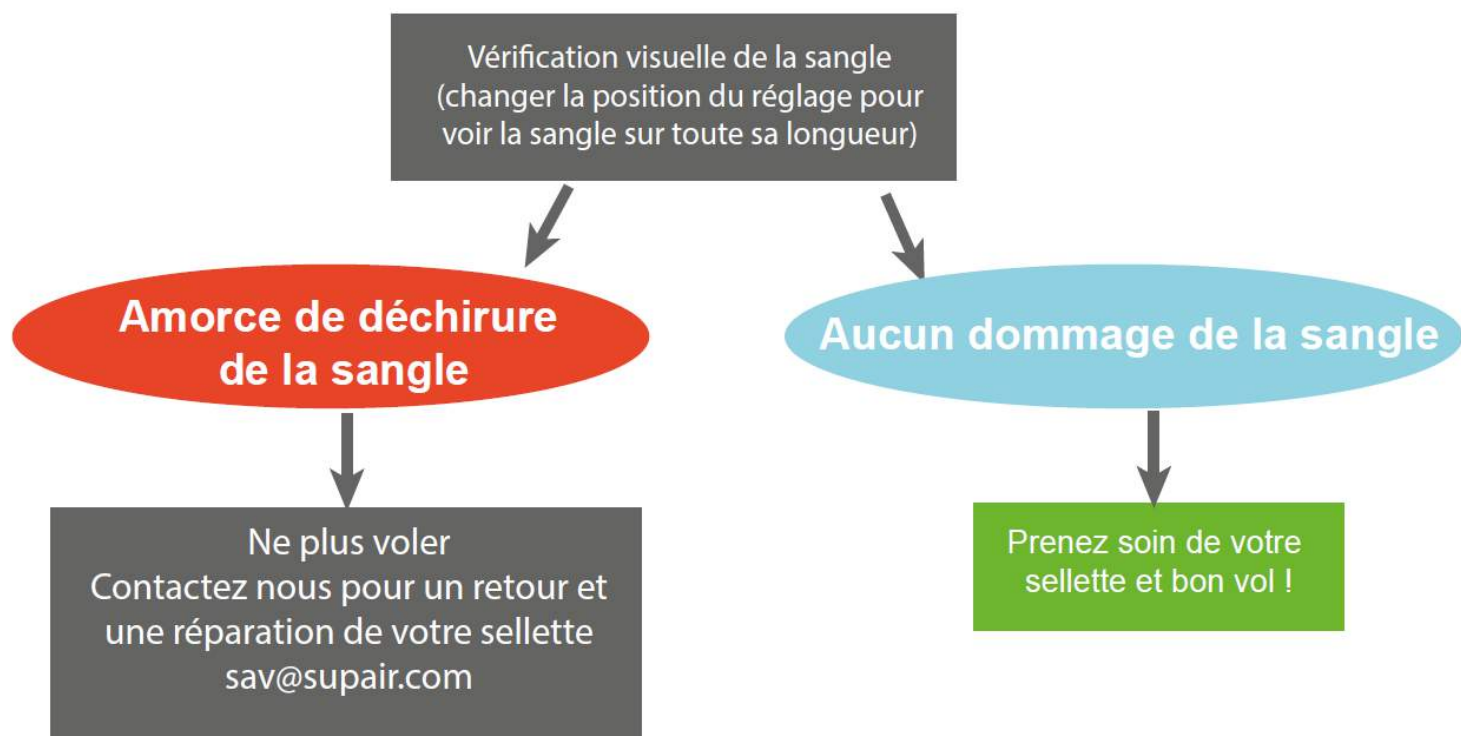 Vérification visuelle de la sangle
(changer la position du réglage pour
voir la sangle sur toute sa longueur)
Amorce de déchirure
de la sangle
Aucun dommage de la sangle
Ne plus voler
Contactez nous pour un retour et
une réparation de votre sellette
sav@supair.com
Prenez soin de votre
sellette et bon vol !